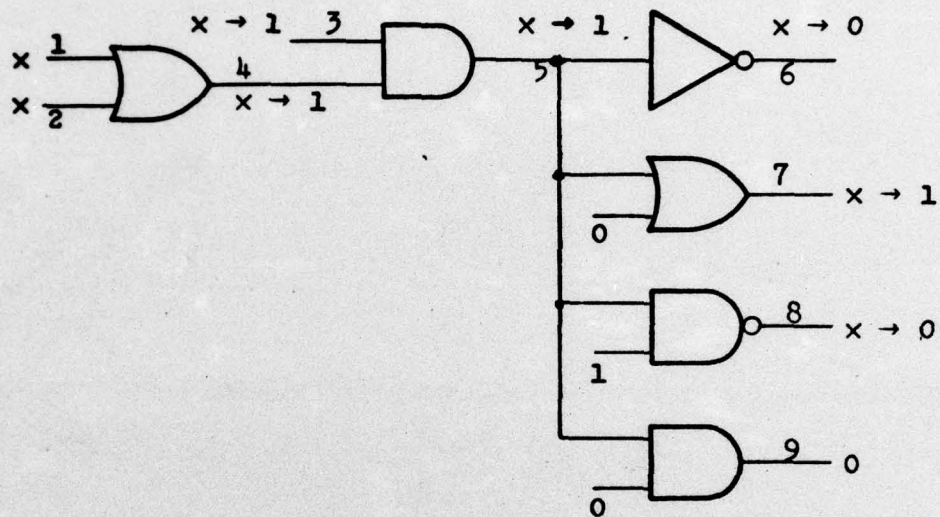 x → 1 3 x → 1 x → 0
x 1
4 5 6
x 2 x → 1
7
x → 1
0
8
x → 0
1
9
0
0